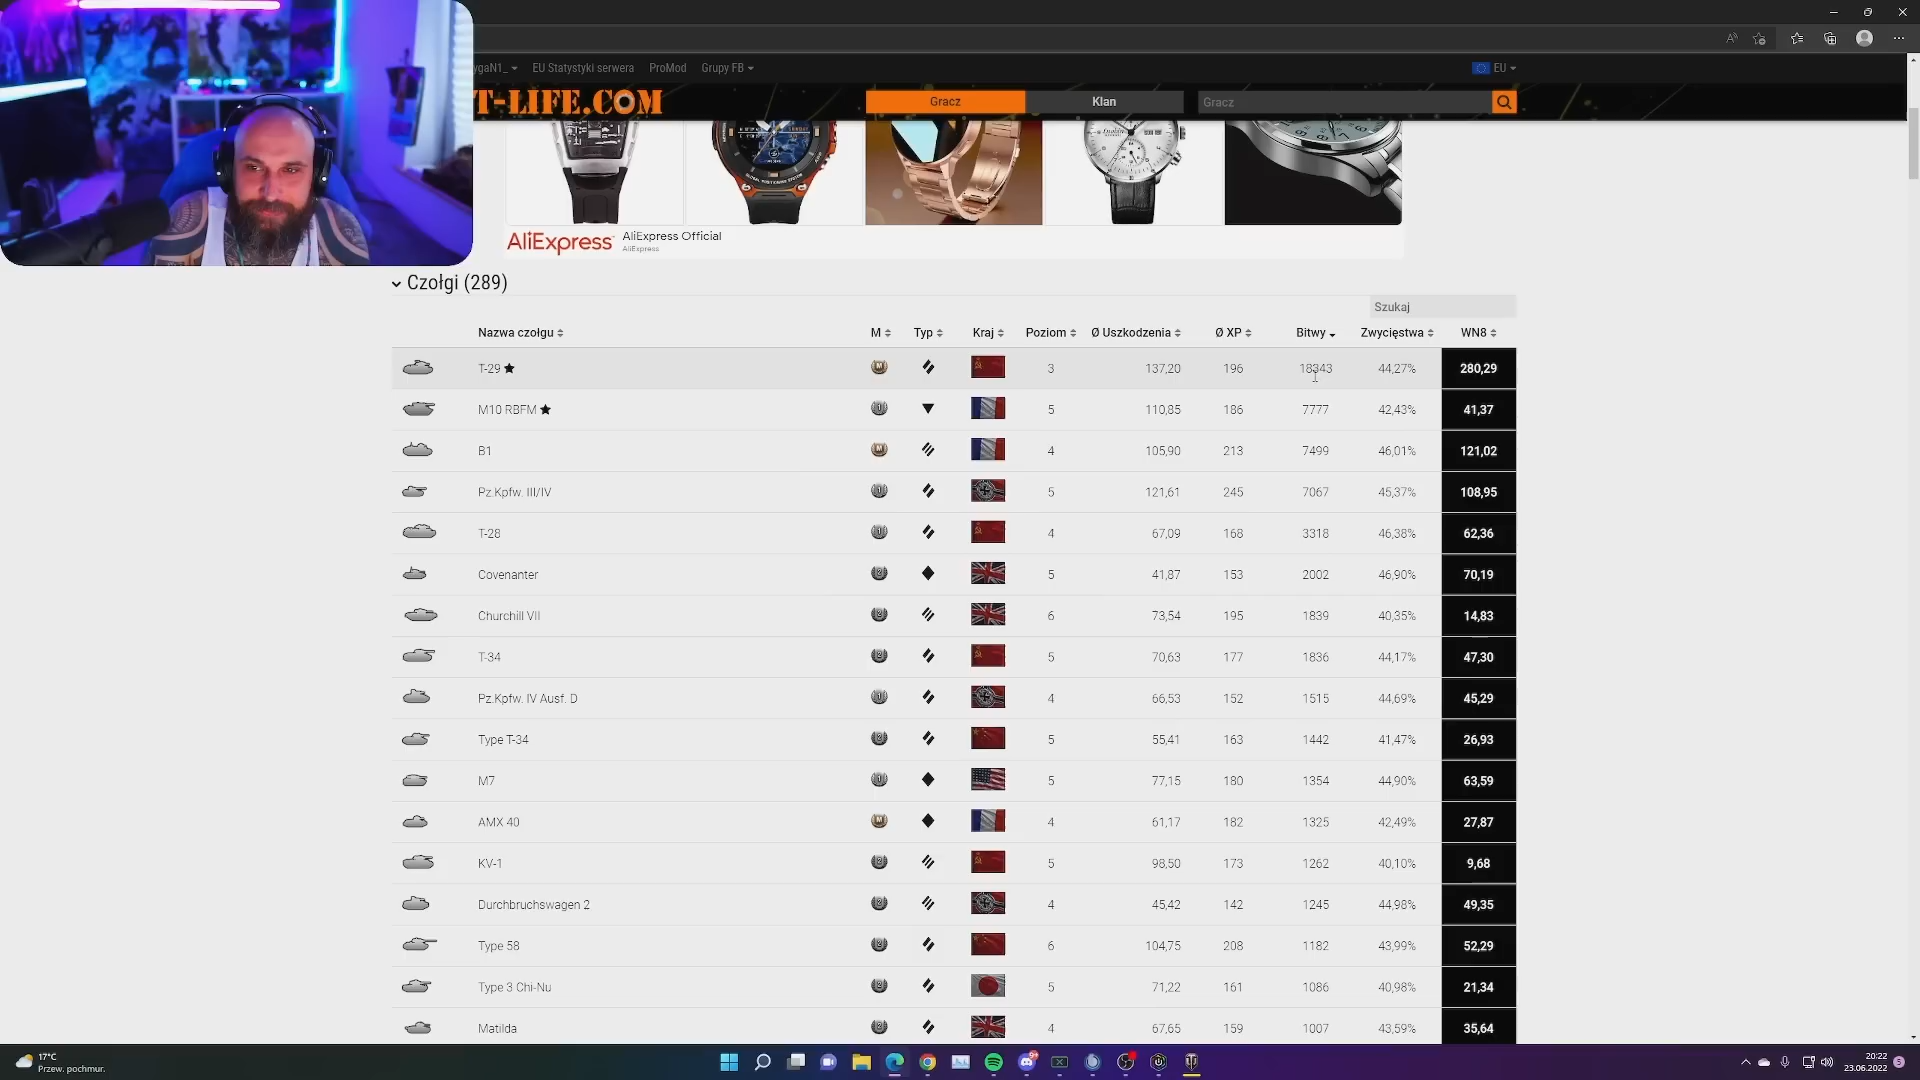 ygaN1_ EU Statystyki serwera ProMod Grupy FB EU
T-LIFE.COM Gracz Klan Gracz
AliExpress AliExpress Official
AliExpress
Czołgi (289)
Szukaj
Nazwa czołgu M Typ Kraj Poziom Ø Uszkodzenia Ø XP Bitwy Zwycięstwa WN8
T-29 3 137,20 196 18343 44,27% 280,29
M10 RBFM 5 110,85 186 7777 42,43% 41,37
B1 4 105,90 213 7499 46,01% 121,02
Pz.Kpfw. III/IV 5 121,61 245 7067 45,37% 108,95
T-28 4 67,09 168 3318 46,38% 62,36
Covenanter 5 41,87 153 2002 46,90% 70,19
Churchill VII 6 73,54 195 1839 40,35% 14,83
T-34 5 70,63 177 1836 44,17% 47,30
Pz.Kpfw. IV Ausf. D 4 66,53 152 1515 44,69% 45,29
Type T-34 5 55,41 163 1442 41,47% 26,93
M7 5 77,15 180 1354 44,90% 63,59
AMX 40 4 61,17 182 1325 42,49% 27,87
KV-1 5 98,50 173 1262 40,10% 9,68
Durchbruchswagen 2 4 45,42 142 1245 44,98% 49,35
Type 58 6 104,75 208 1182 43,99% 52,29
Type 3 Chi-Nu 5 71,22 161 1086 40,98% 21,34
Matilda 4 67,65 159 1007 43,59% 35,64
17°C
Przew. pochmur.
20:22
23.06.2022